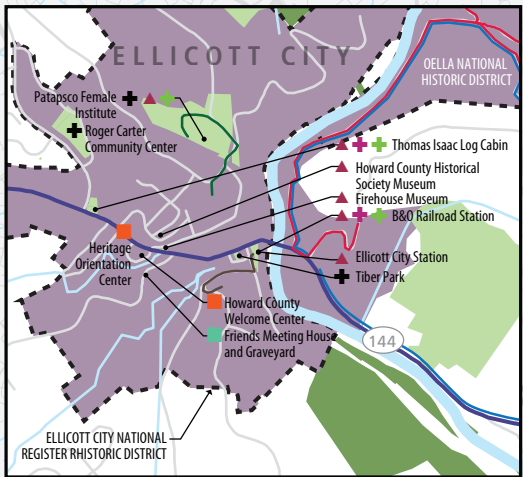 ELLICOTT CITY
OELLA NATIONAL
HISTORIC DISTRICT
Patapsco Female
Institute
Roger Carter
Community Center
Thomas Isaac Log Cabin
Howard County Historical
Society Museum
Firehouse Museum
B&O Railroad Station
Heritage
Orientation
Center
Ellicott City Station
Tiber Park
Howard County
Welcome Center
Friends Meeting House
and Graveyard
144
ELLICOTT CITY NATIONAL
REGISTER RHISTORIC DISTRICT